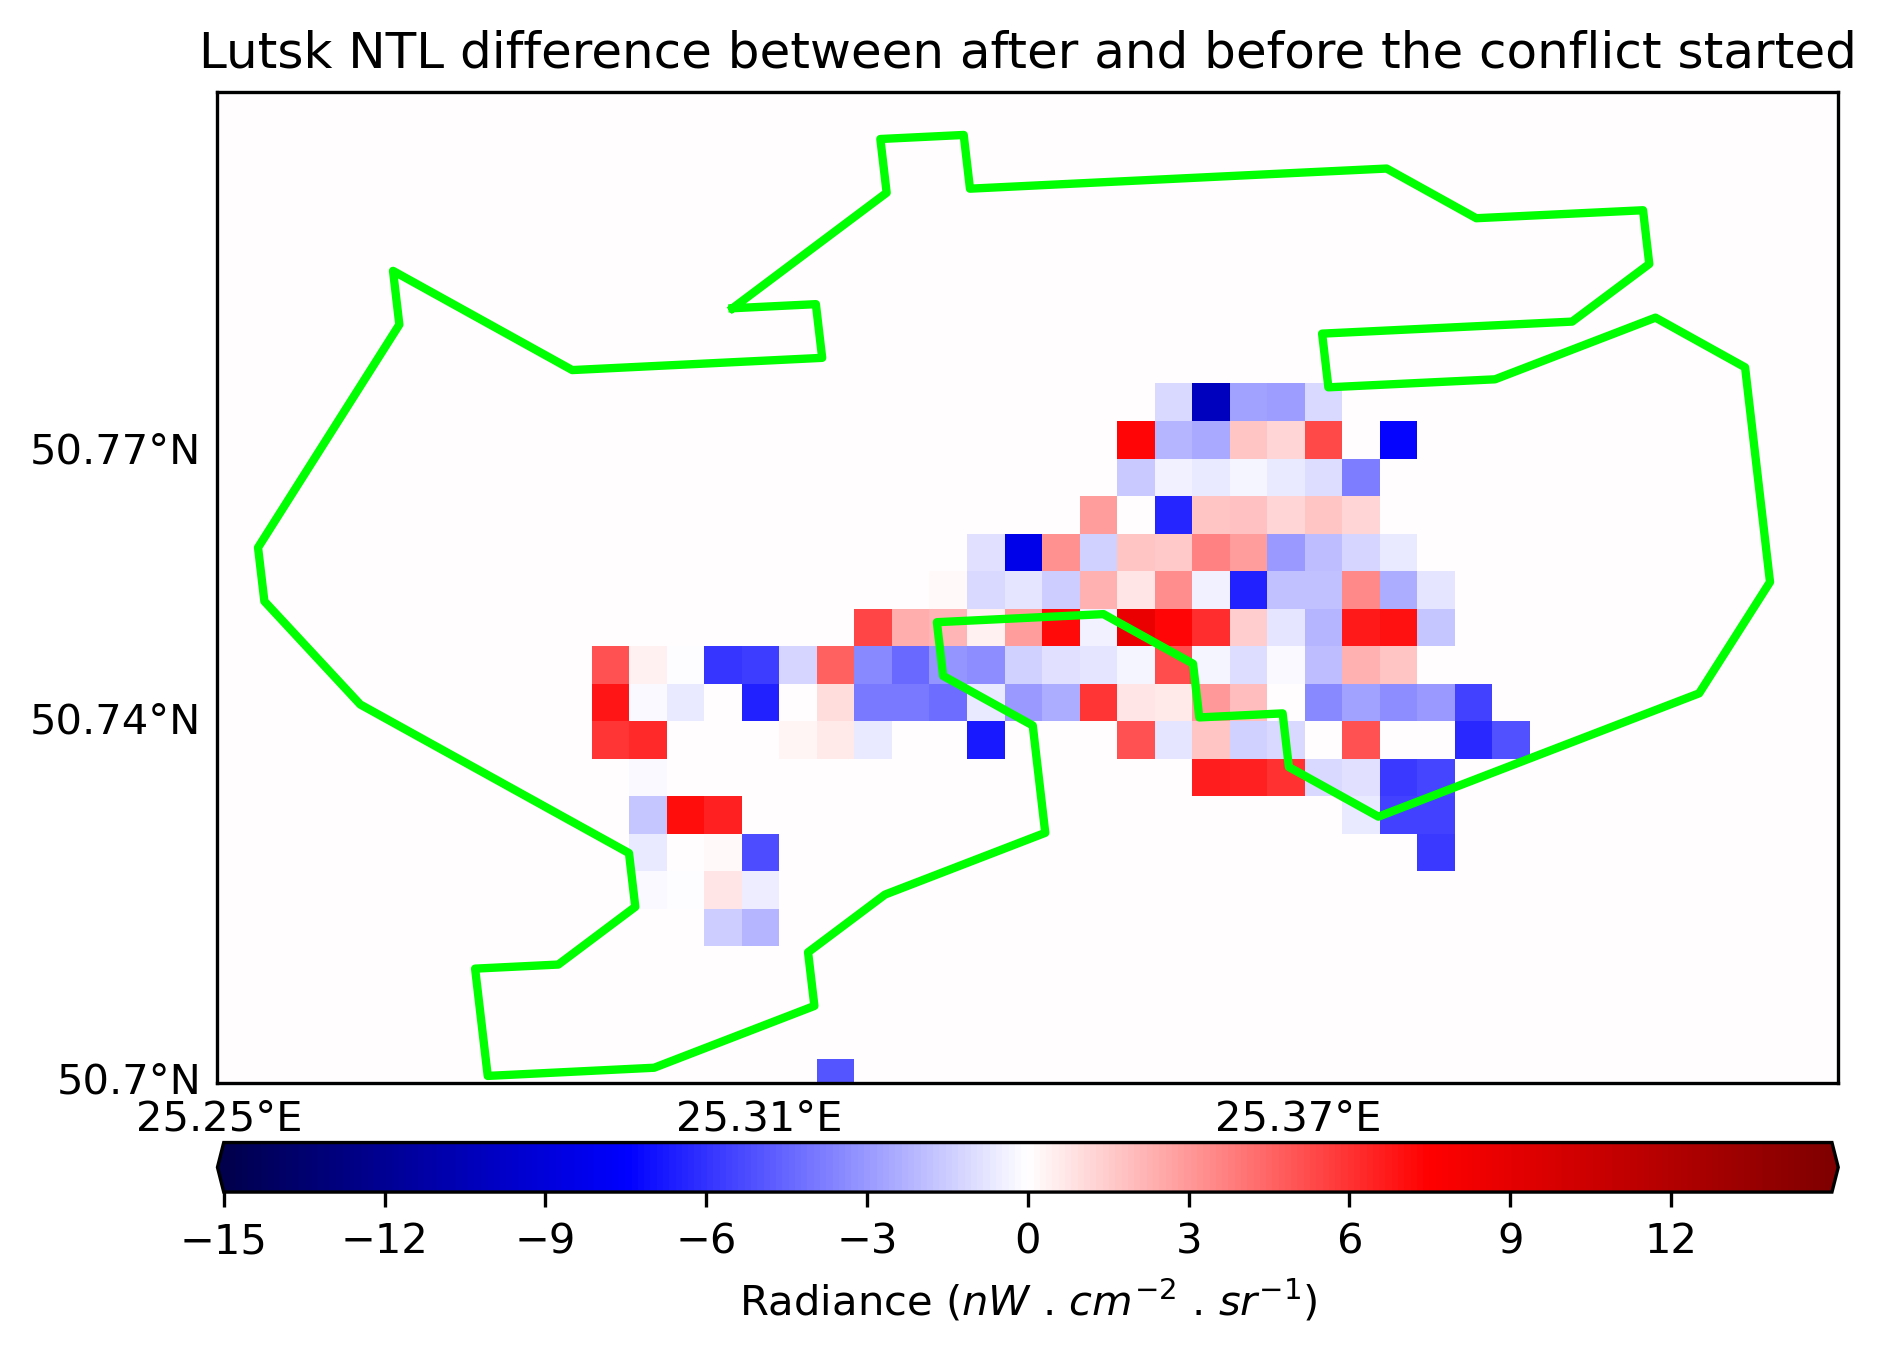 Lutsk NTL difference between after and before the conflict started
50.77°N
50.74°N
50.7°N
25.25°E 25.31°E 25.37°E
−15 −12 −9 −6 −3 0 3 6 9 12
Radiance (nW . cm⁻² . sr⁻¹)